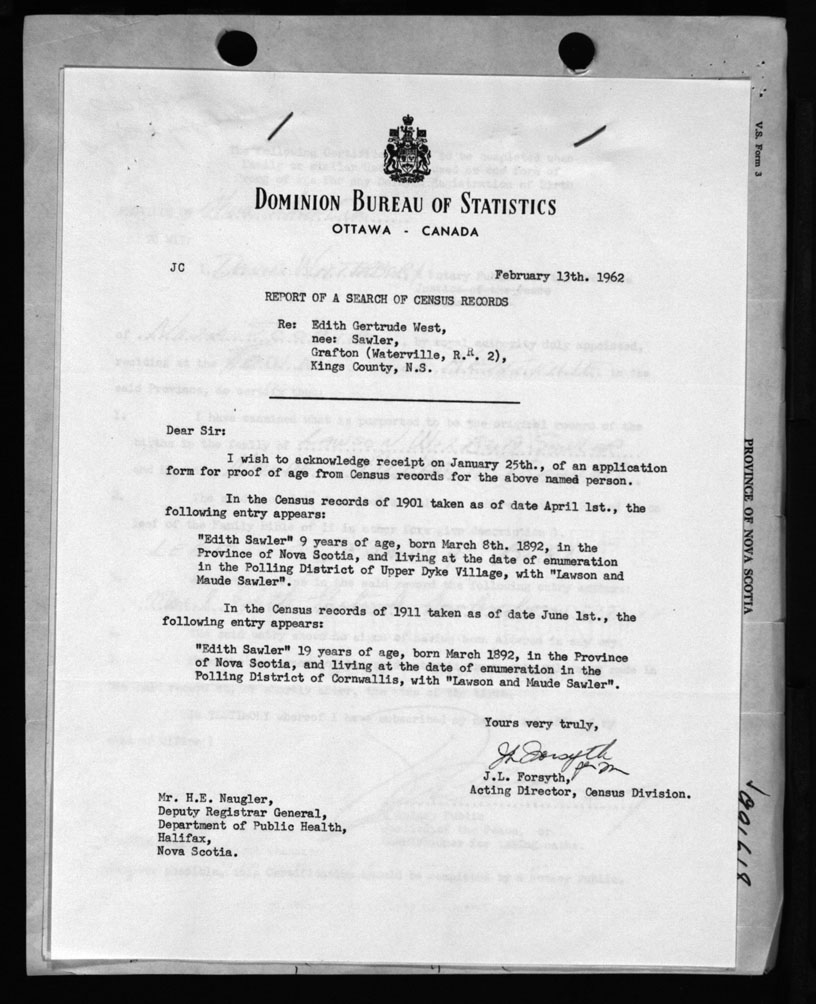 DOMINION BUREAU OF STATISTICS
OTTAWA - CANADA
JC
February 13th. 1962
REPORT OF A SEARCH OF CENSUS RECORDS
Re: Edith Gertrude West,
nee: Sawler,
Grafton (Waterville, R.R. 2),
Kings County, N.S.
Dear Sir:
I wish to acknowledge receipt on January 25th., of an application
form for proof of age from Census records for the above named person.
In the Census records of 1901 taken as of date April 1st., the
following entry appears:
"Edith Sawler" 9 years of age, born March 8th. 1892, in the
Province of Nova Scotia, and living at the date of enumeration
in the Polling District of Upper Dyke Village, with "Lawson and
Maude Sawler".
In the Census records of 1911 taken as of date June 1st., the
following entry appears:
"Edith Sawler" 19 years of age, born March 1892, in the Province
of Nova Scotia, and living at the date of enumeration in the
Polling District of Cornwallis, with "Lawson and Maude Sawler".
Yours very truly,
JL Forsyth
per
J.L. Forsyth,
Acting Director, Census Division.
Mr. H.E. Naugler,
Deputy Registrar General,
Department of Public Health,
Halifax,
Nova Scotia.
V.S. Form 3
PROVINCE OF NOVA SCOTIA